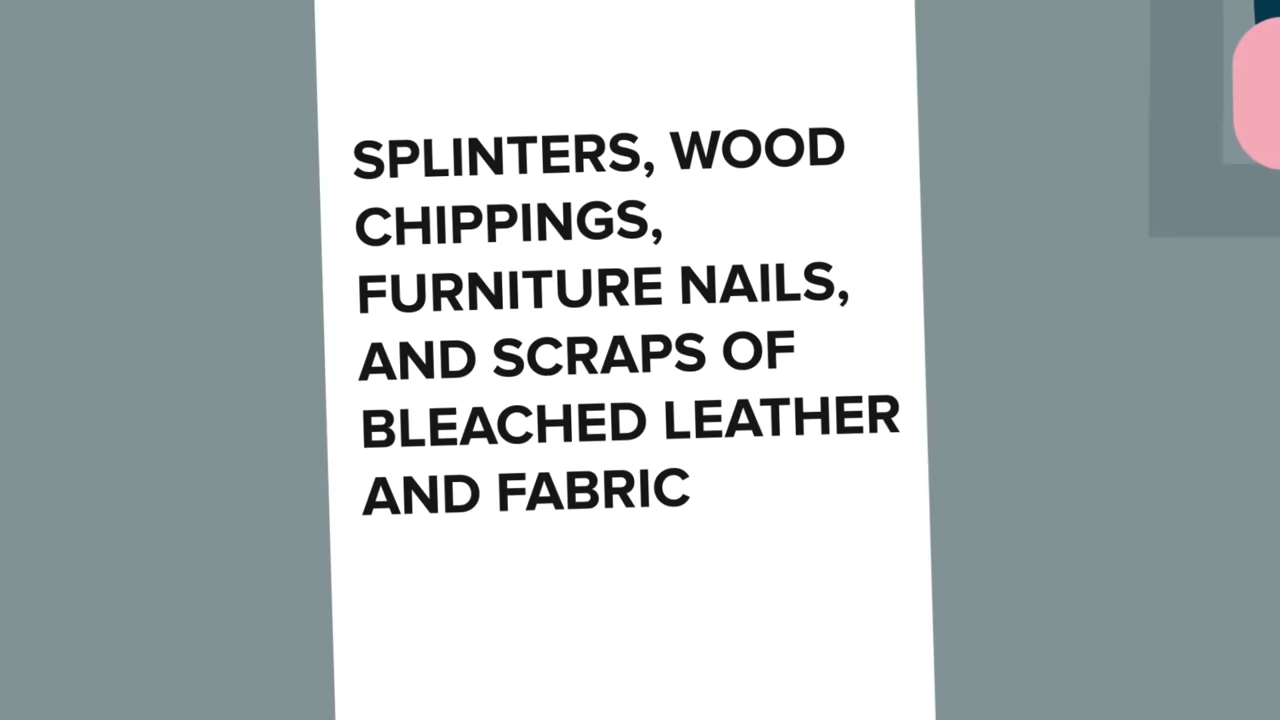 SPLINTERS, WOOD
CHIPPINGS,
FURNITURE NAILS,
AND SCRAPS OF
BLEACHED LEATHER
AND FABRIC